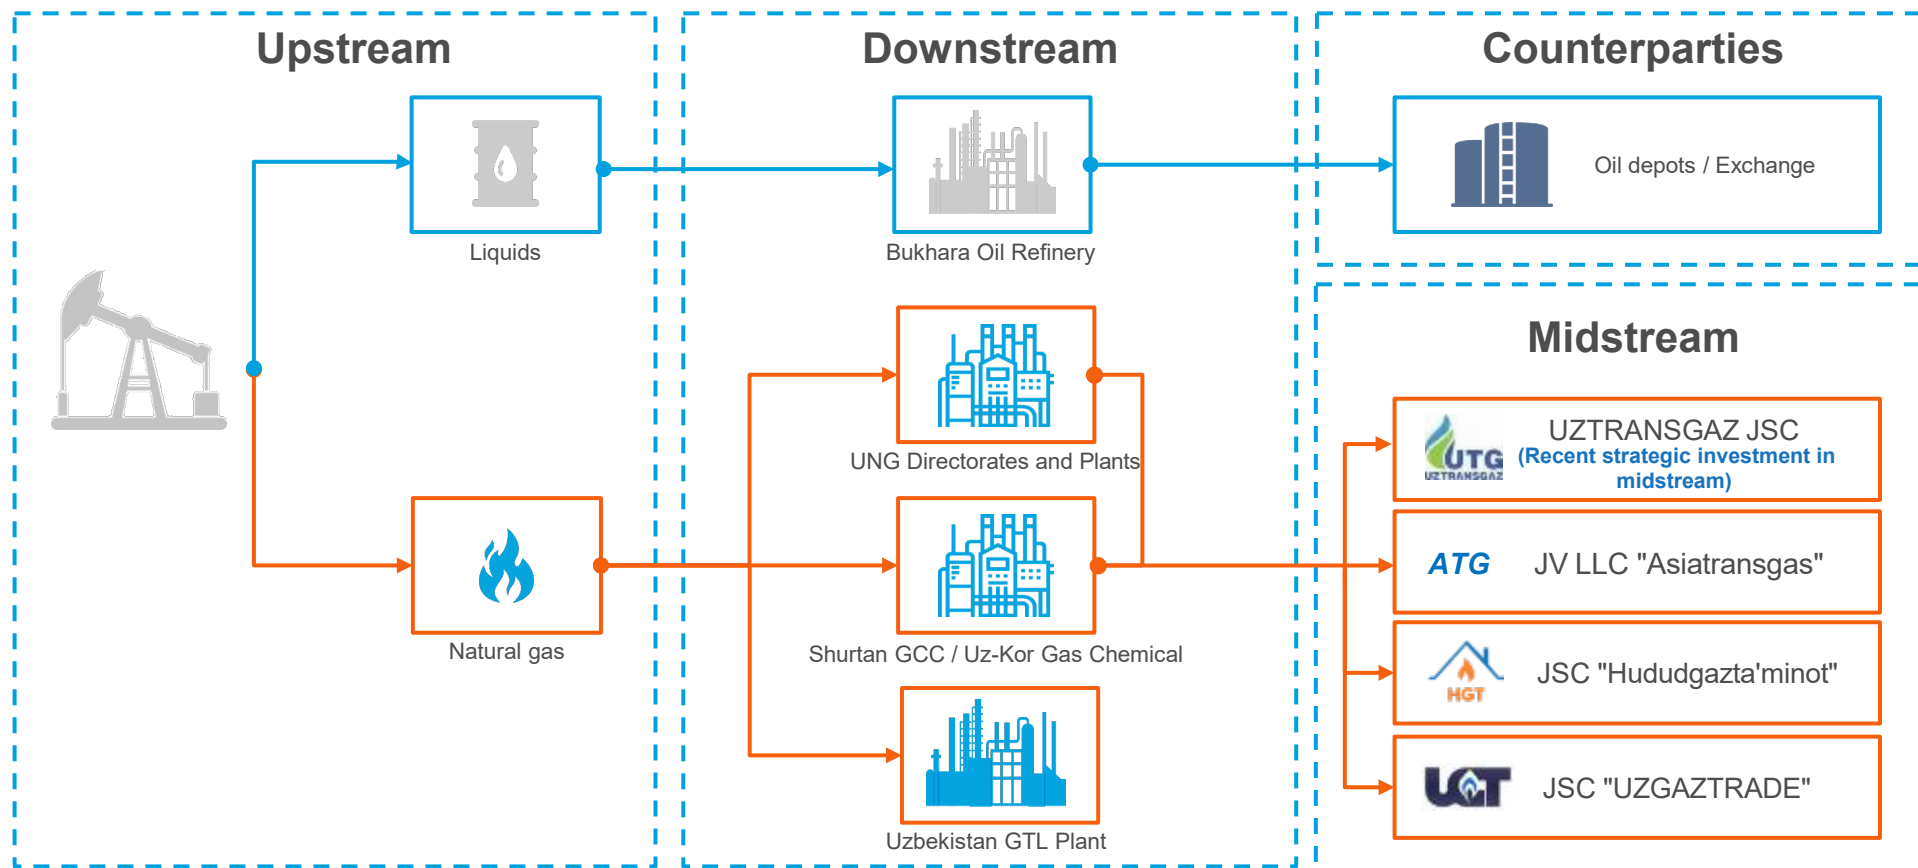 Upstream
Liquids
Natural gas
Downstream
Bukhara Oil Refinery
UNG Directorates and Plants
Shurtan GCC / Uz-Kor Gas Chemical
Uzbekistan GTL Plant
Counterparties
Oil depots / Exchange
Midstream
UTG
UZTRANSGAZ
UZTRANSGAZ JSC
(Recent strategic investment in
midstream)
ATG
JV LLC "Asiatransgas"
HGT
JSC "Hududgazta'minot"
UGT
JSC "UZGAZTRADE"